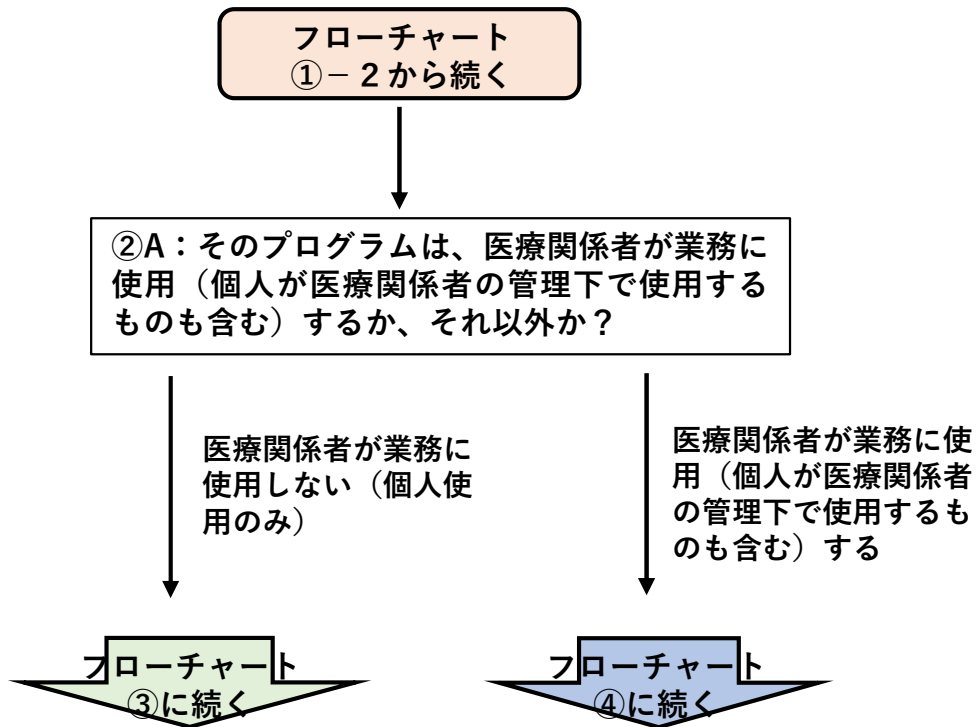 フローチャート
①－２から続く
②A：そのプログラムは、医療関係者が業務に
使用（個人が医療関係者の管理下で使用する
ものも含む）するか、それ以外か？
医療関係者が業務に
使用しない（個人使
用のみ）
医療関係者が業務に使
用（個人が医療関係者
の管理下で使用するも
のも含む）する
フローチャート
③に続く
フローチャート
④に続く